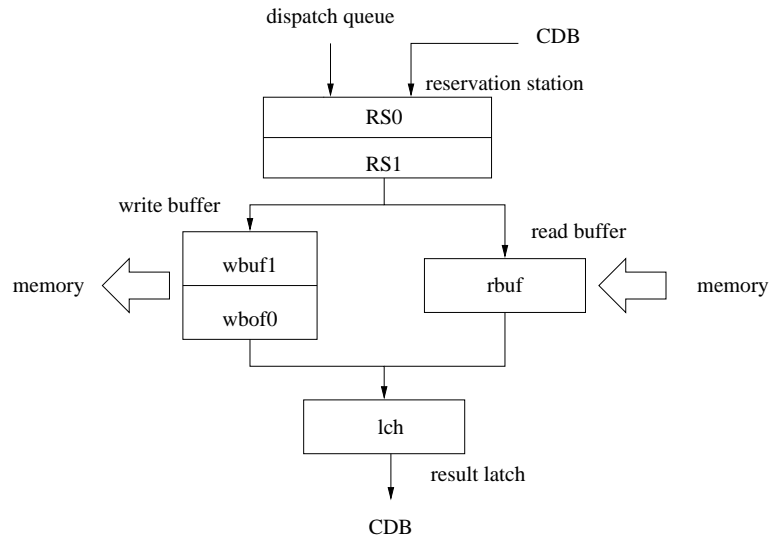 dispatch queue
CDB
reservation station
RS0
RS1
write buffer
read buffer
wbuf1
memory
rbuf
memory
wbof0
lch
result latch
CDB